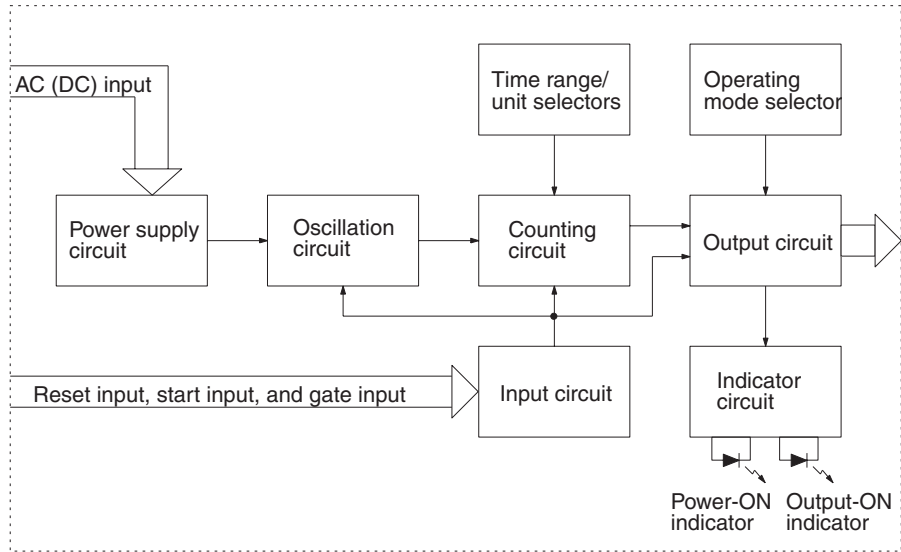 AC (DC) input
Time range/
unit selectors
Operating
mode selector
Power supply
circuit
Oscillation
circuit
Counting
circuit
Output circuit
Reset input, start input, and gate input
Input circuit
Indicator
circuit
Power-ON
indicator
Output-ON
indicator